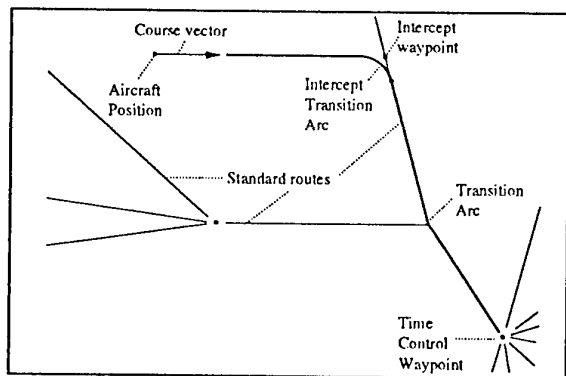 Course vector
Intercept
waypoint
Aircraft
Position
Intercept
Transition
Arc
Standard routes
Transition
Arc
Time
Control
Waypoint